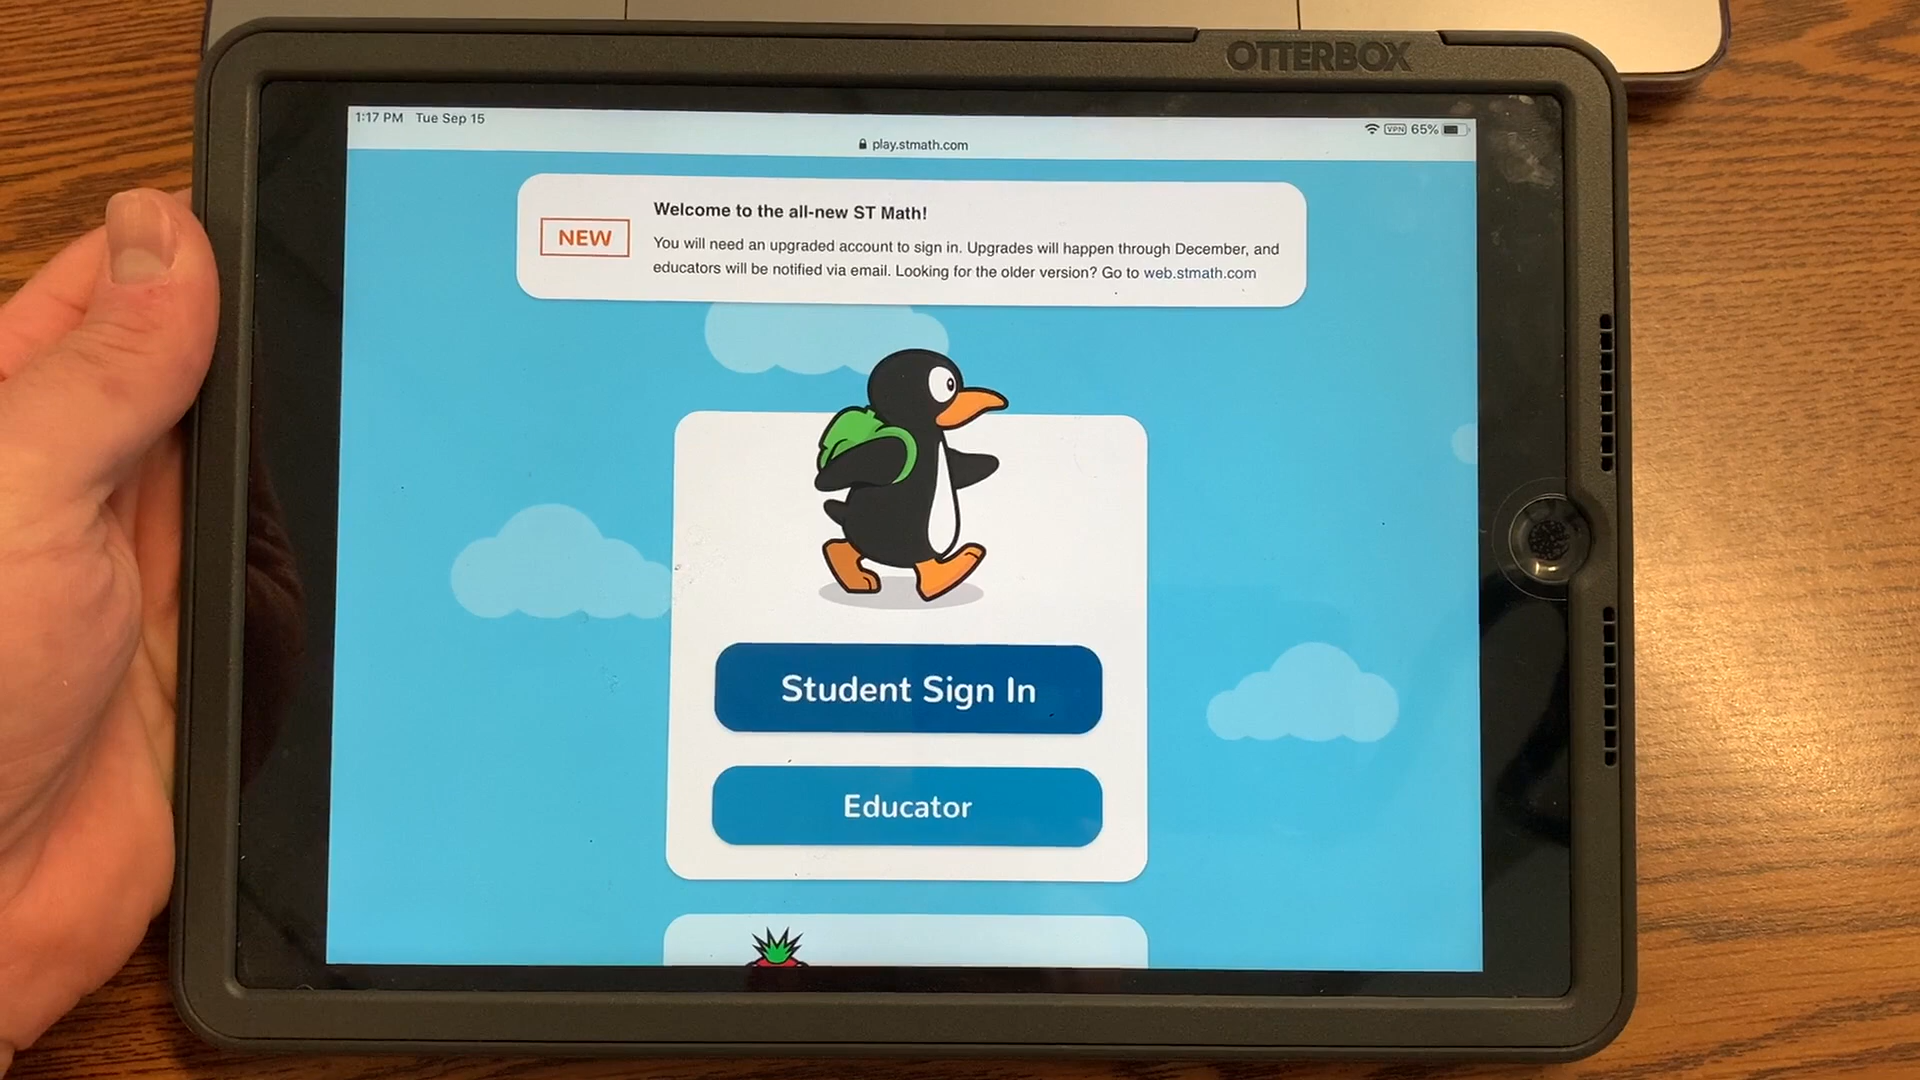 OTTERBOX
1:17 PM Tue Sep 15
VPN 65%
play.stmath.com
NEW
Welcome to the all-new ST Math!
You will need an upgraded account to sign in. Upgrades will happen through December, and
educators will be notified via email. Looking for the older version? Go to web.stmath.com
Student Sign In
Educator